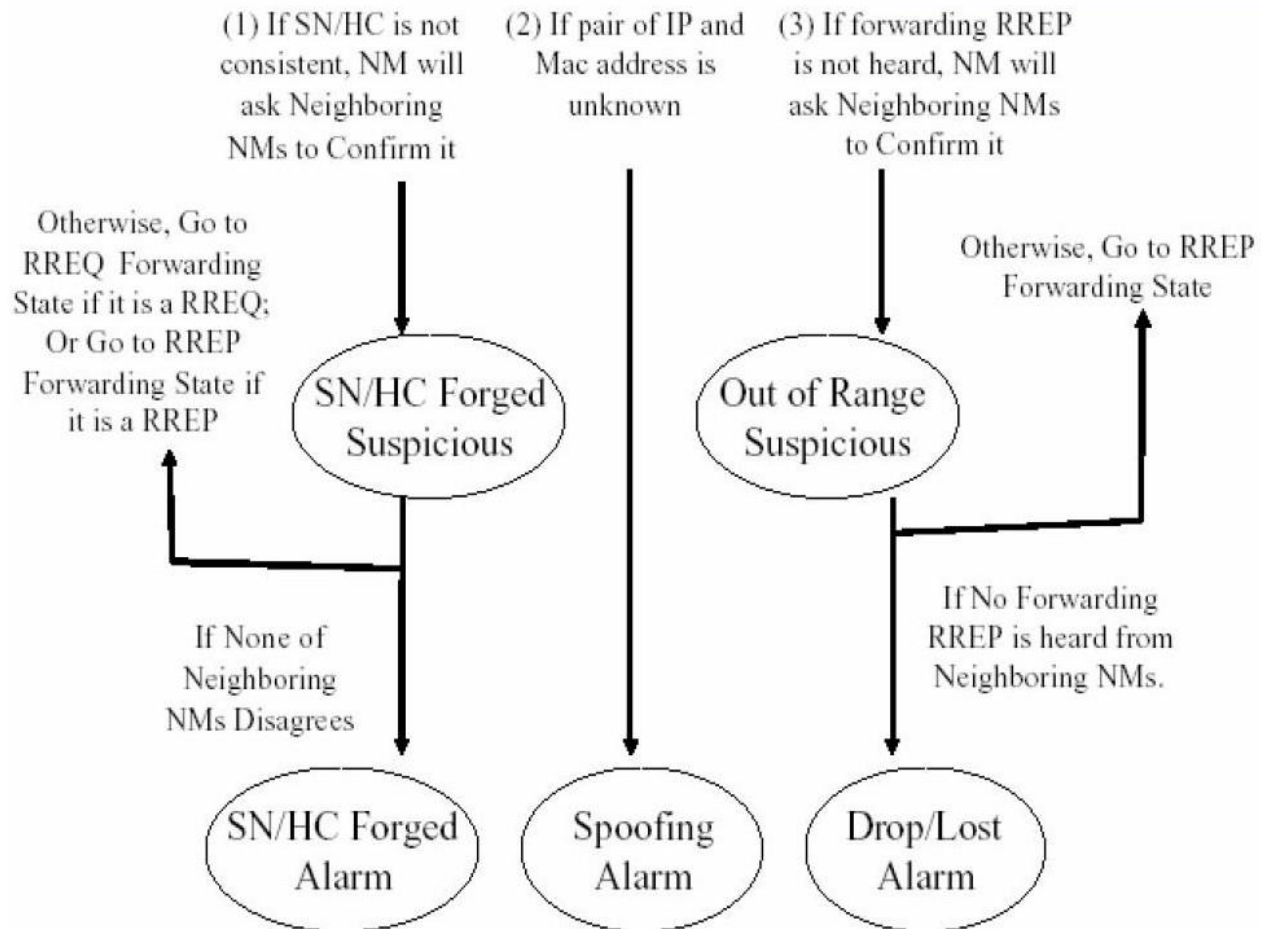 (1) If SN/HC is not
consistent, NM will
ask Neighboring
NMs to Confirm it
(2) If pair of IP and
Mac address is
unknown
(3) If forwarding RREP
is not heard, NM will
ask Neighboring NMs
to Confirm it
Otherwise, Go to
RREQ Forwarding
State if it is a RREQ;
Or Go to RREP
Forwarding State if
it is a RREP
Otherwise, Go to RREP
Forwarding State
SN/HC Forged
Suspicious
Out of Range
Suspicious
If None of
Neighboring
NMs Disagrees
If No Forwarding
RREP is heard from
Neighboring NMs.
SN/HC Forged
Alarm
Spoofing
Alarm
Drop/Lost
Alarm